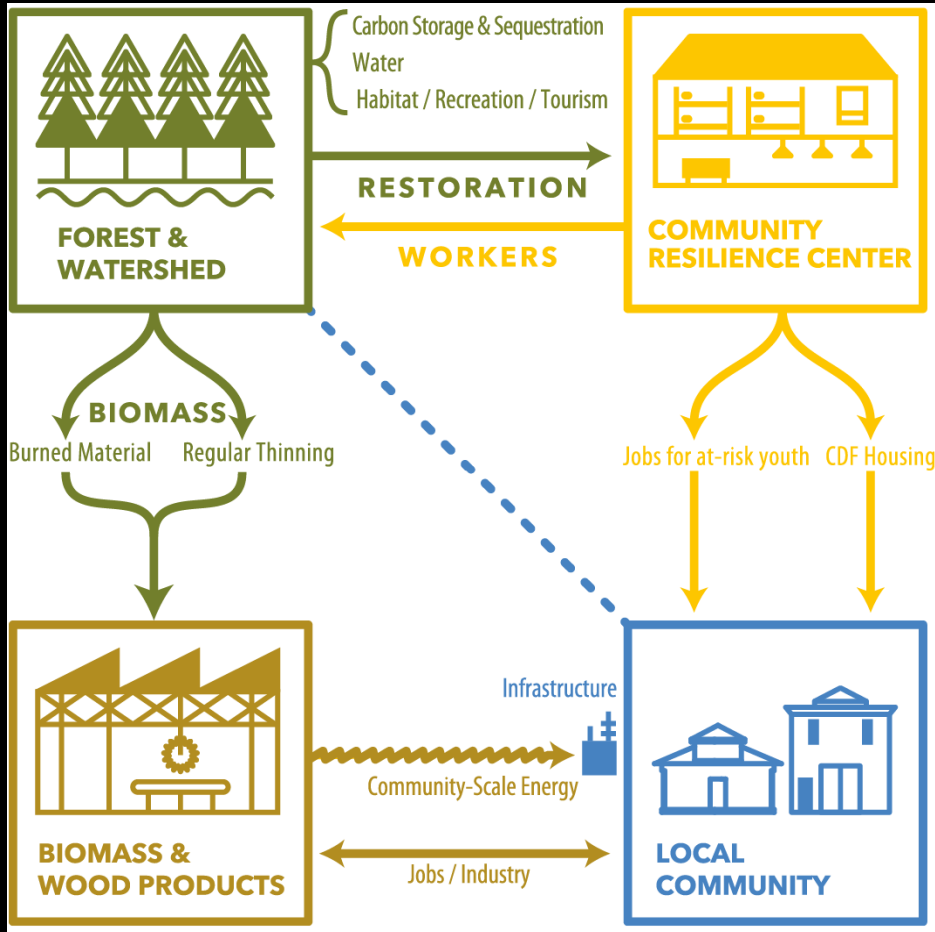 Carbon Storage & Sequestration
Water
Habitat / Recreation / Tourism
RESTORATION
WORKERS
FOREST &
WATERSHED
COMMUNITY
RESILIENCE CENTER
BIOMASS
Burned Material
Regular Thinning
Jobs for at-risk youth
CDF Housing
Infrastructure
Community-Scale Energy
Jobs / Industry
BIOMASS &
WOOD PRODUCTS
LOCAL
COMMUNITY